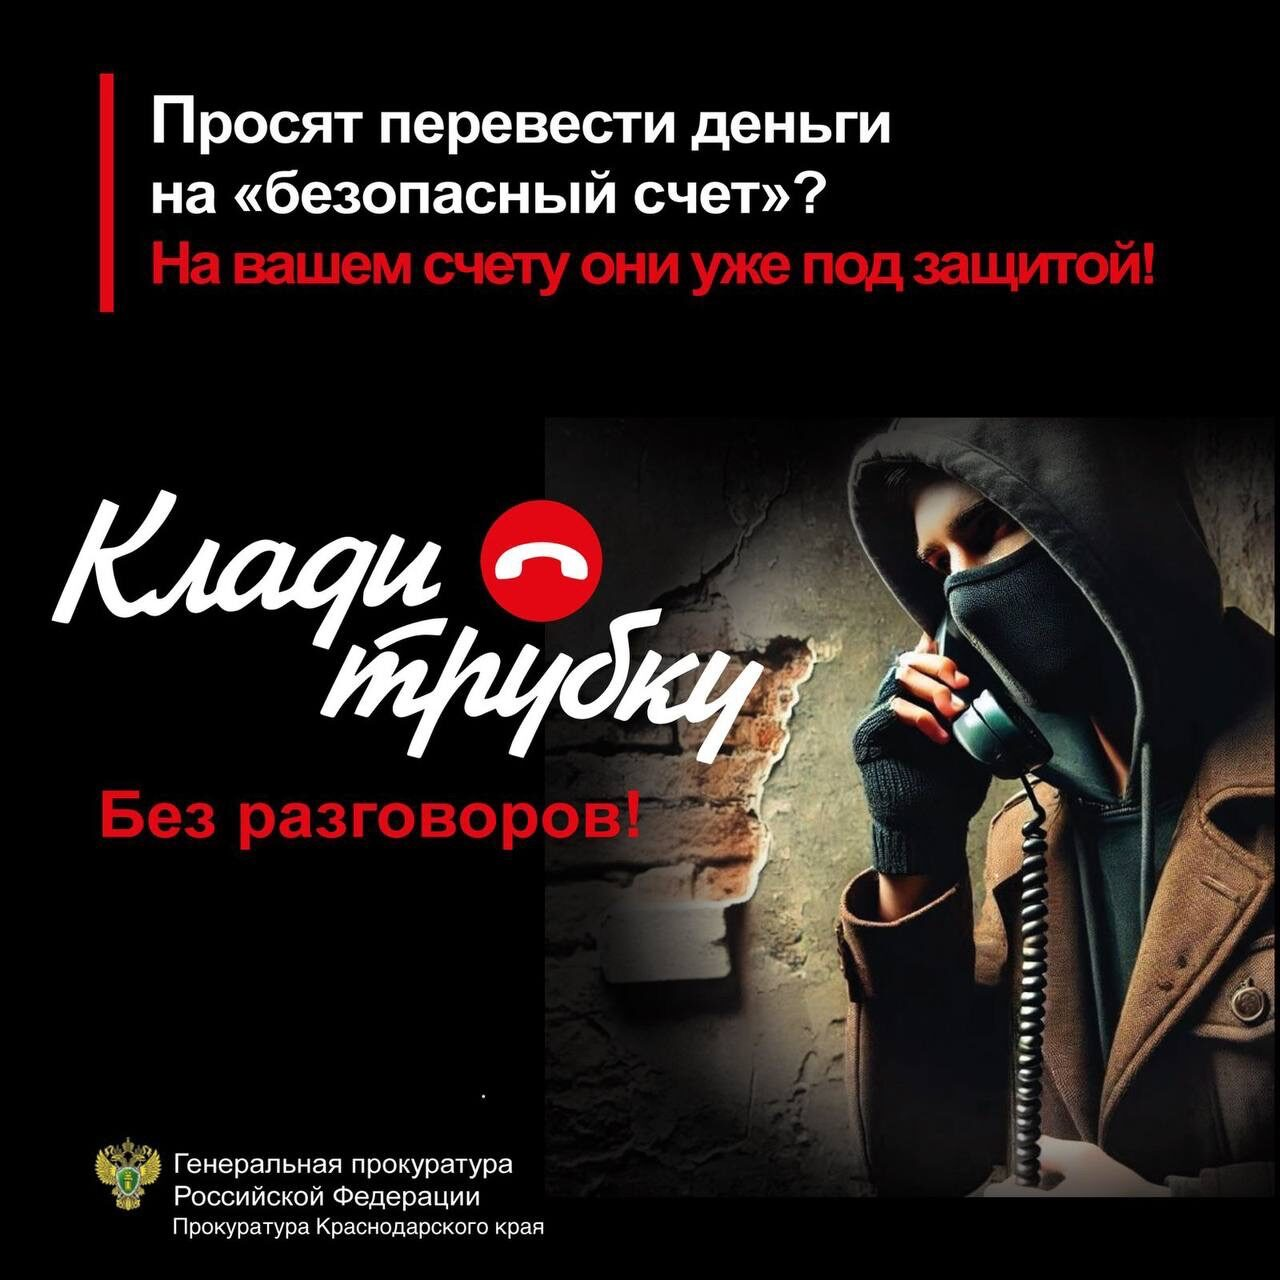 Просят перевести деньги
на «безопасный счет»?
На вашем счету они уже под защитой!
Клади
трубку
Без разговоров!
Генеральная прокуратура
Российской Федерации
Прокуратура Краснодарского края